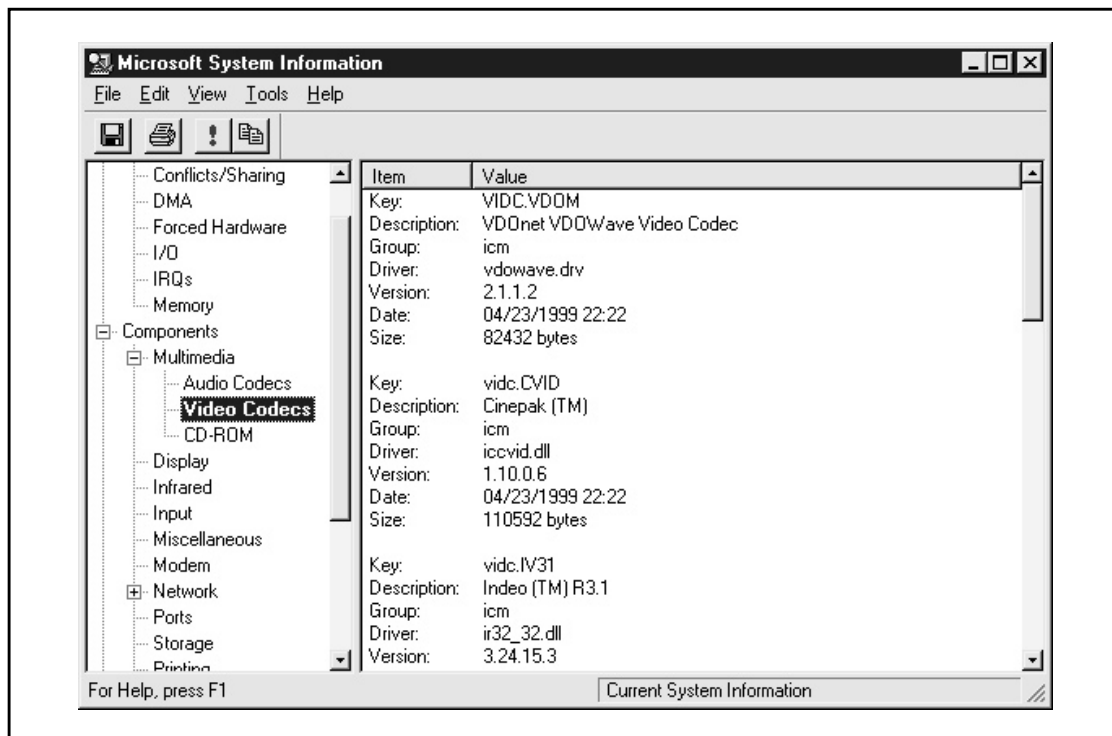 Microsoft System Information
File Edit View Tools Help
Conflicts/Sharing
DMA
Forced Hardware
I/O
IRQs
Memory
Components
Multimedia
Audio Codecs
Video Codecs
CD-ROM
Display
Infrared
Input
Miscellaneous
Modem
Network
Ports
Storage
Printing
Item Value
Key: VIDC.VDOM
Description: VDOnet VDOWave Video Codec
Group: icm
Driver: vdowave.drv
Version: 2.1.1.2
Date: 04/23/1999 22:22
Size: 82432 bytes
Key: vidc.CVID
Description: Cinepak (TM)
Group: icm
Driver: iccvid.dll
Version: 1.10.0.6
Date: 04/23/1999 22:22
Size: 110592 bytes
Key: vidc.IV31
Description: Indeo (TM) R3.1
Group: icm
Driver: ir32_32.dll
Version: 3.24.15.3
For Help, press F1
Current System Information